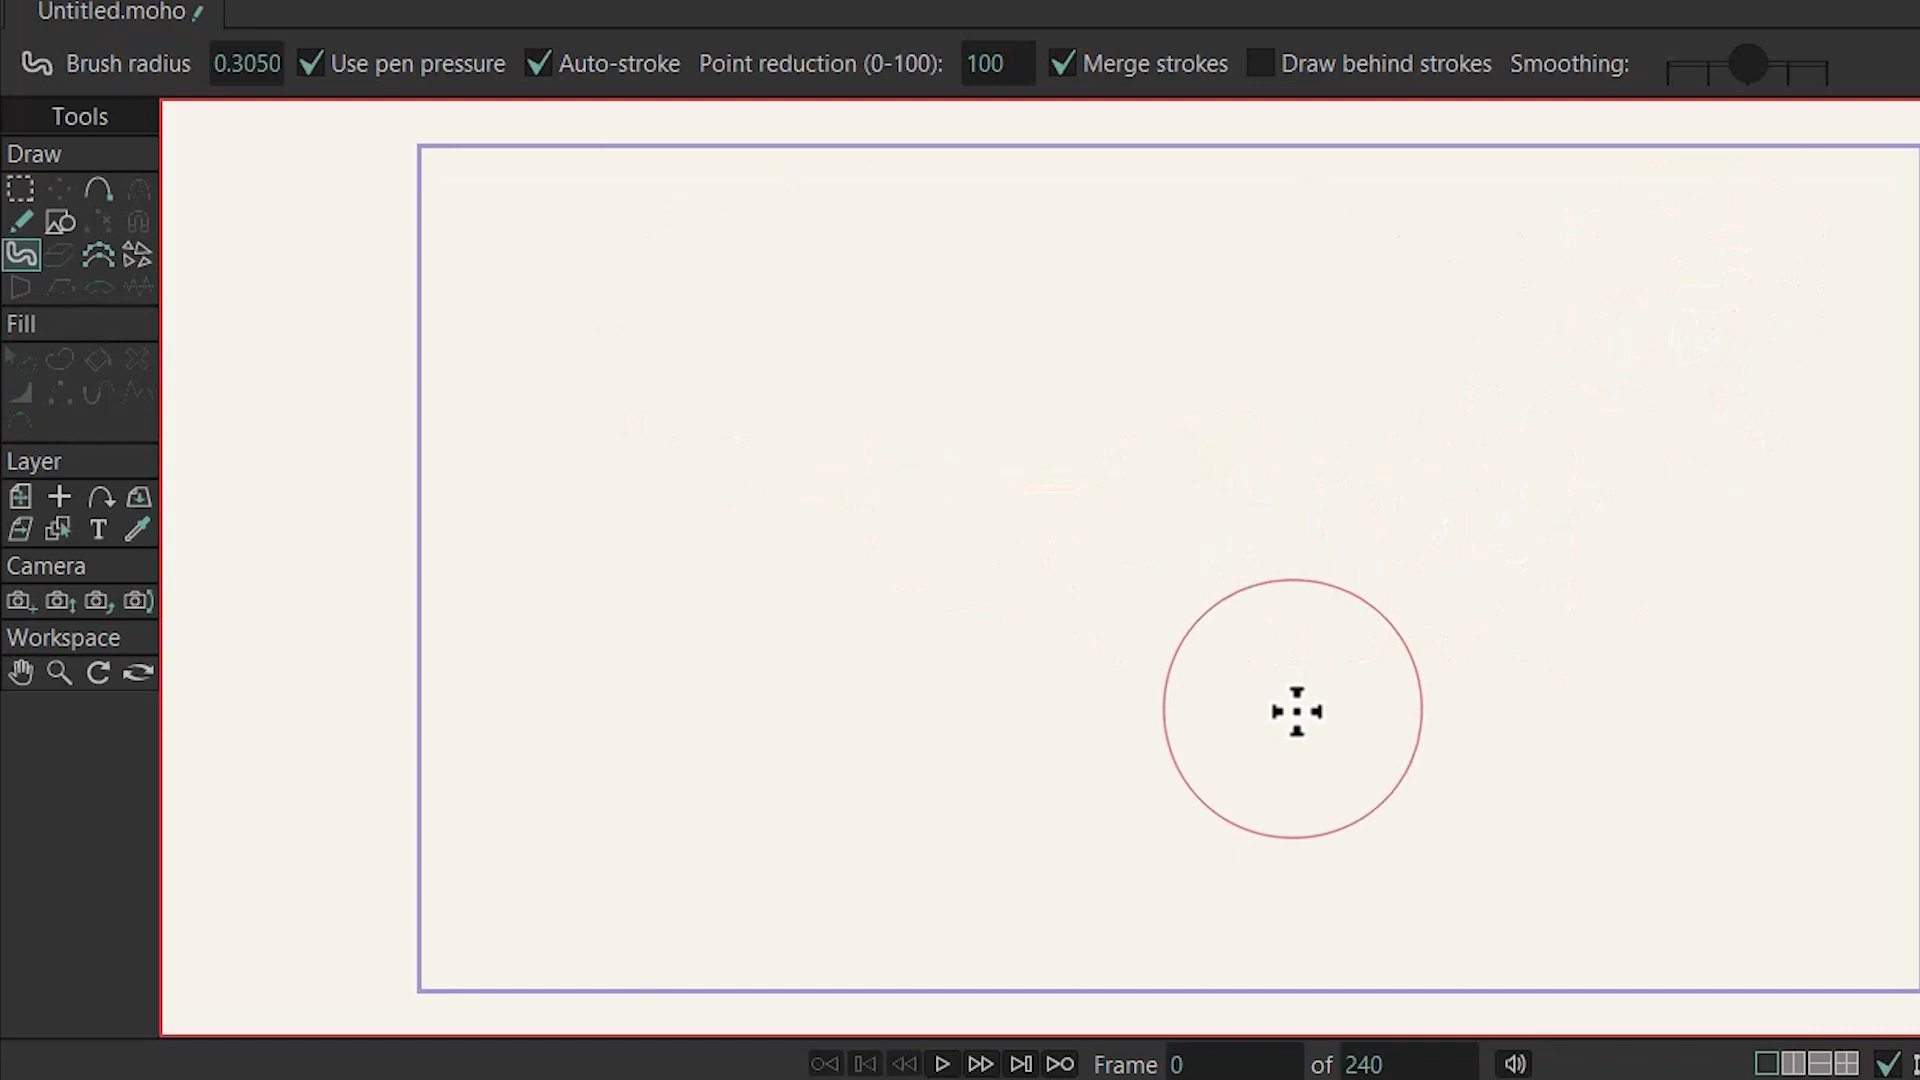 Untitled.moho
Brush radius 0.3050 Use pen pressure Auto-stroke Point reduction (0-100): 100 Merge strokes Draw behind strokes Smoothing:
Tools
Draw
Fill
Layer
T
Camera
Workspace
Frame 0 of 240